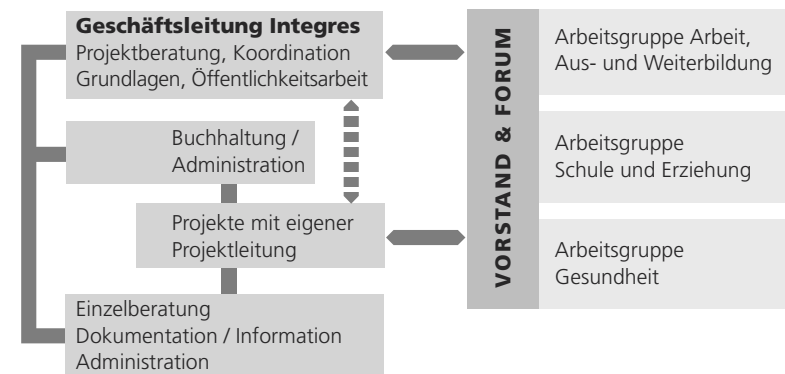 Geschäftsleitung Integres
Projektberatung, Koordination
Grundlagen, Öffentlichkeitsarbeit
Buchhaltung /
Administration
Projekte mit eigener
Projektleitung
Einzelberatung
Dokumentation / Information
Administration
VORSTAND & FORUM
Arbeitsgruppe Arbeit,
Aus- und Weiterbildung
Arbeitsgruppe
Schule und Erziehung
Arbeitsgruppe
Gesundheit